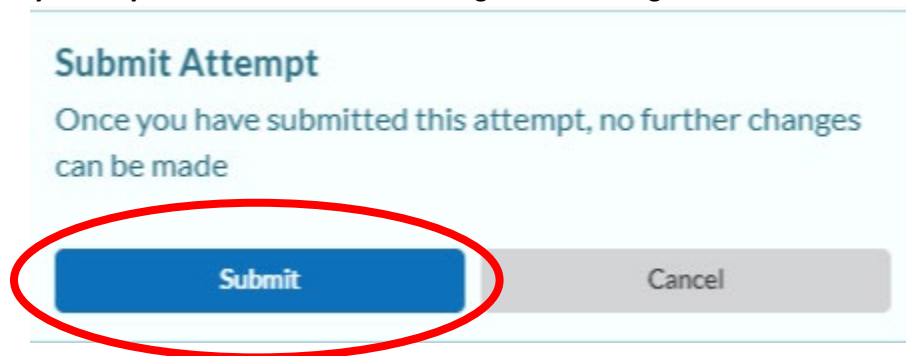 Submit Attempt
Once you have submitted this attempt, no further changes
can be made
Submit
Cancel